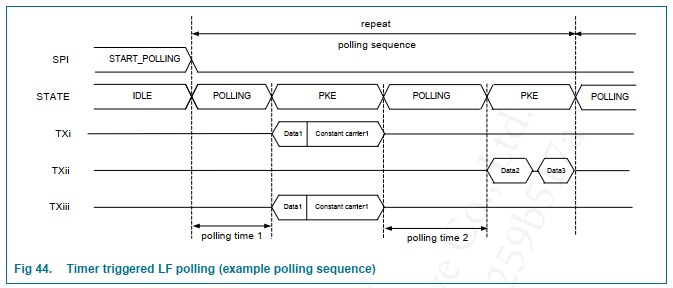 repeat
polling sequence
SPI START_POLLING
STATE IDLE POLLING PKE POLLING PKE POLLING
TXi Data1 Constant carrier1
TXii Data2 Data3
TXiii Data1 Constant carrier1
polling time 1 polling time 2
Fig 44. Timer triggered LF polling (example polling sequence)